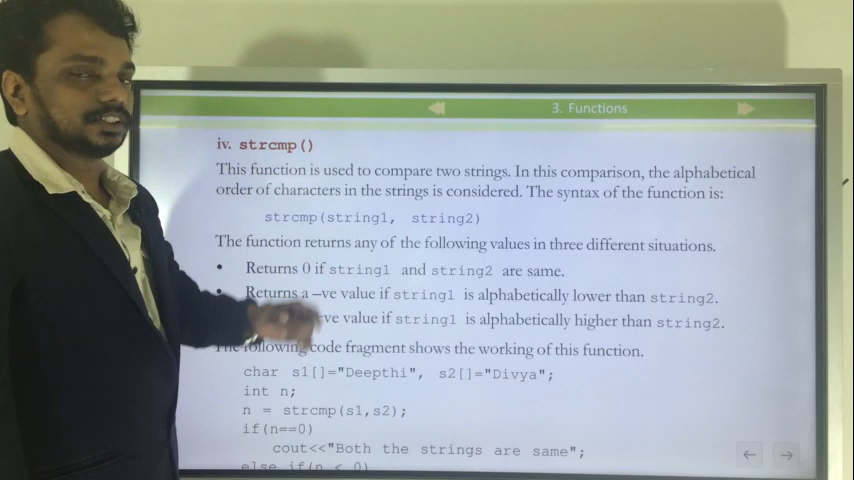 3. Functions
iv. strcmp()
This function is used to compare two strings. In this comparison, the alphabetical
order of characters in the strings is considered. The syntax of the function is:
strcmp(string1, string2)
The function returns any of the following values in three different situations.
• Returns 0 if string1 and string2 are same.
• Returns a –ve value if string1 is alphabetically lower than string2.
ve value if string1 is alphabetically higher than string2.
The following code fragment shows the working of this function.
char s1[]="Deepthi", s2[]="Divya";
int n;
n = strcmp(s1,s2);
if(n==0)
cout<<"Both the strings are same";
else if(n < 0)